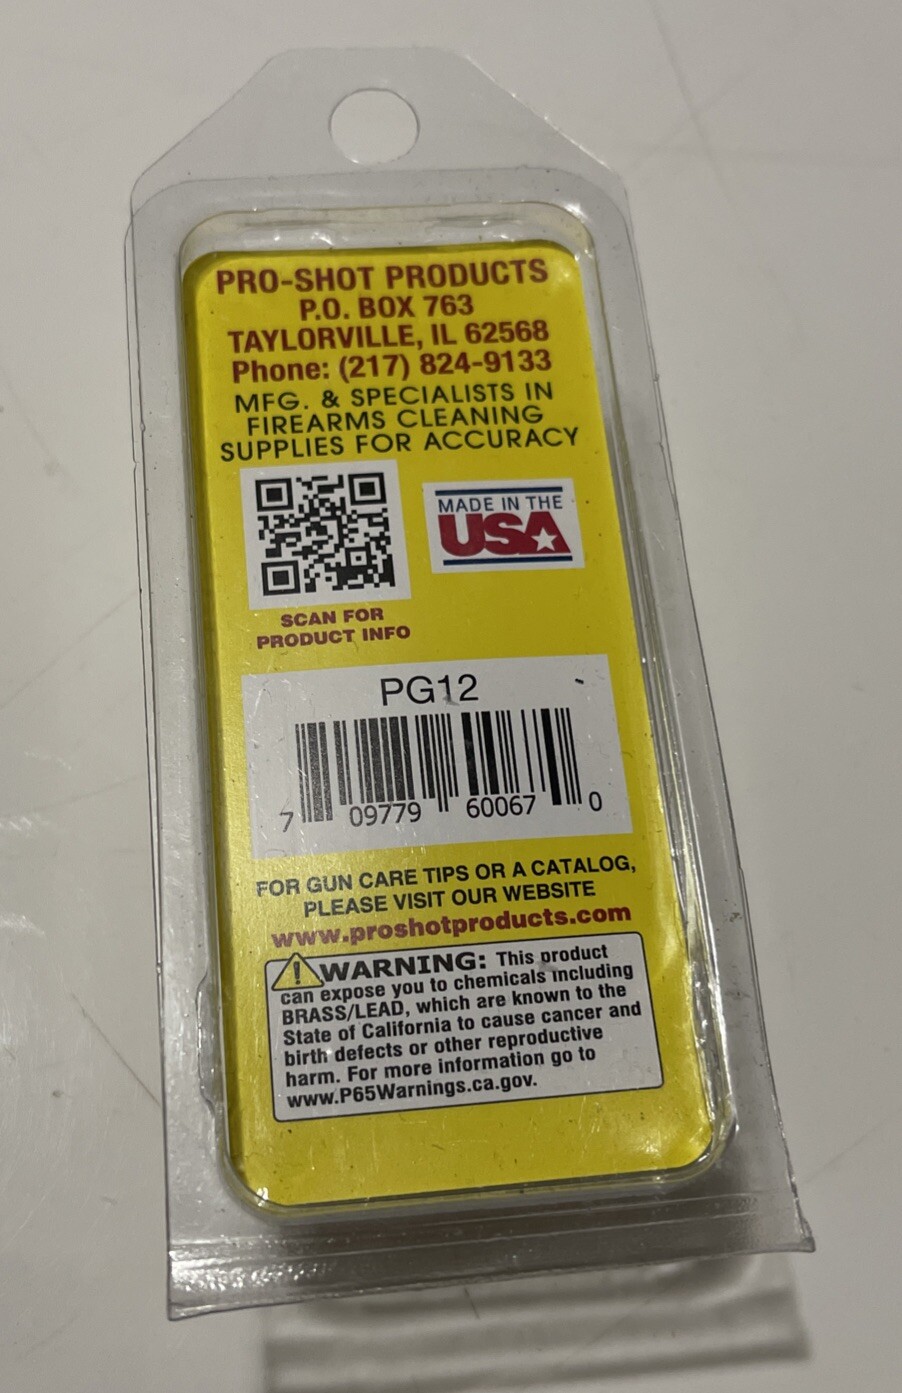 PRO-SHOT PRODUCTS
P.O. BOX 763
TAYLORVILLE, IL 62568
Phone: (217) 824-9133
MFG. & SPECIALISTS IN
FIREARMS CLEANING
SUPPLIES FOR ACCURACY
MADE IN THE
USA
SCAN FOR
PRODUCT INFO
PG12
7 09779 60067 0
FOR GUN CARE TIPS OR A CATALOG,
PLEASE VISIT OUR WEBSITE
www.proshotproducts.com
WARNING: This product
can expose you to chemicals including
BRASS/LEAD, which are known to the
State of California to cause cancer and
birth defects or other reproductive
harm. For more information go to
www.P65Warnings.ca.gov.